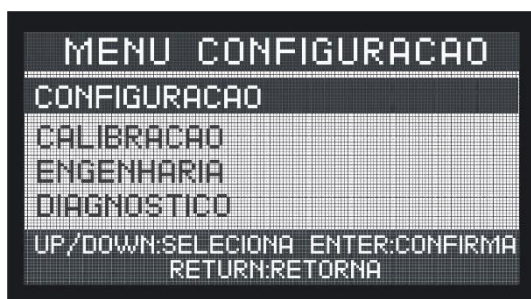 MENU CONFIGURACAO
CONFIGURACAO
CALIBRACAO
ENGENHARIA
DIAGNOSTICO
UP/DOWN:SELECIONA ENTER:CONFIRMA
RETURN:RETORNA